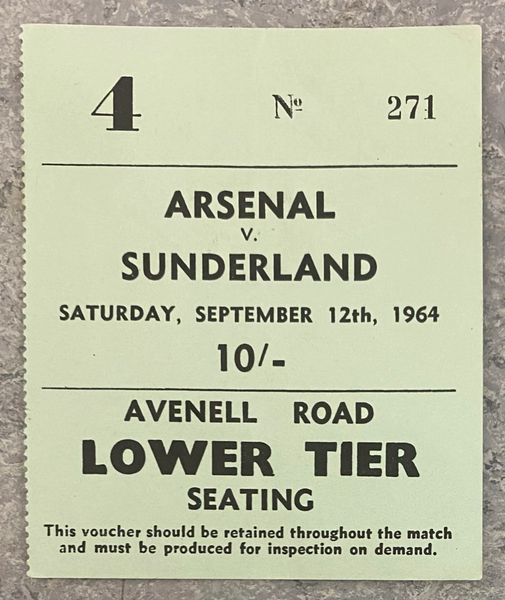 4 Nº 271
ARSENAL
V.
SUNDERLAND
SATURDAY, SEPTEMBER 12th, 1964
10/-
AVENELL ROAD
LOWER TIER
SEATING
This voucher should be retained throughout the match
and must be produced for inspection on demand.